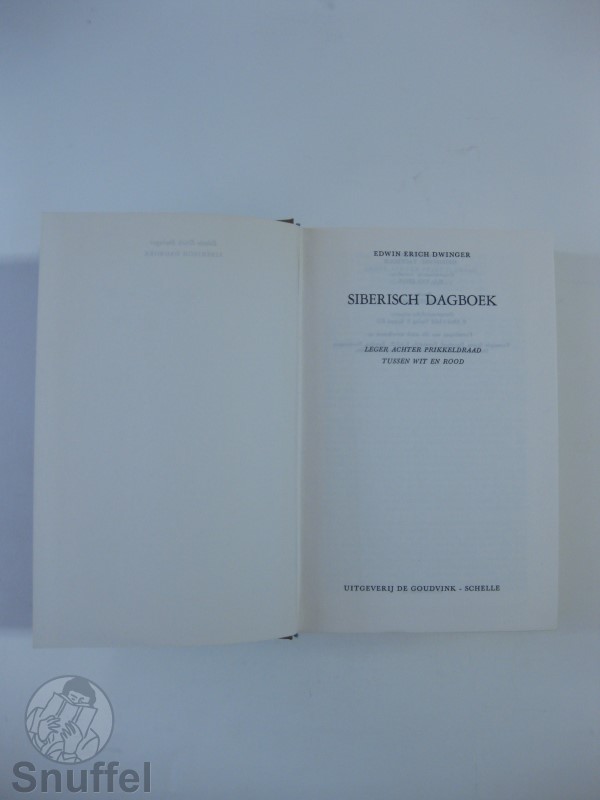 EDWIN ERICH DWINGER
SIBERISCH DAGBOEK
LEGER ACHTER PRIKKELDRAAD
TUSSEN WIT EN ROOD
UITGEVERIJ DE GOUDVINK - SCHELLE
Snuffel